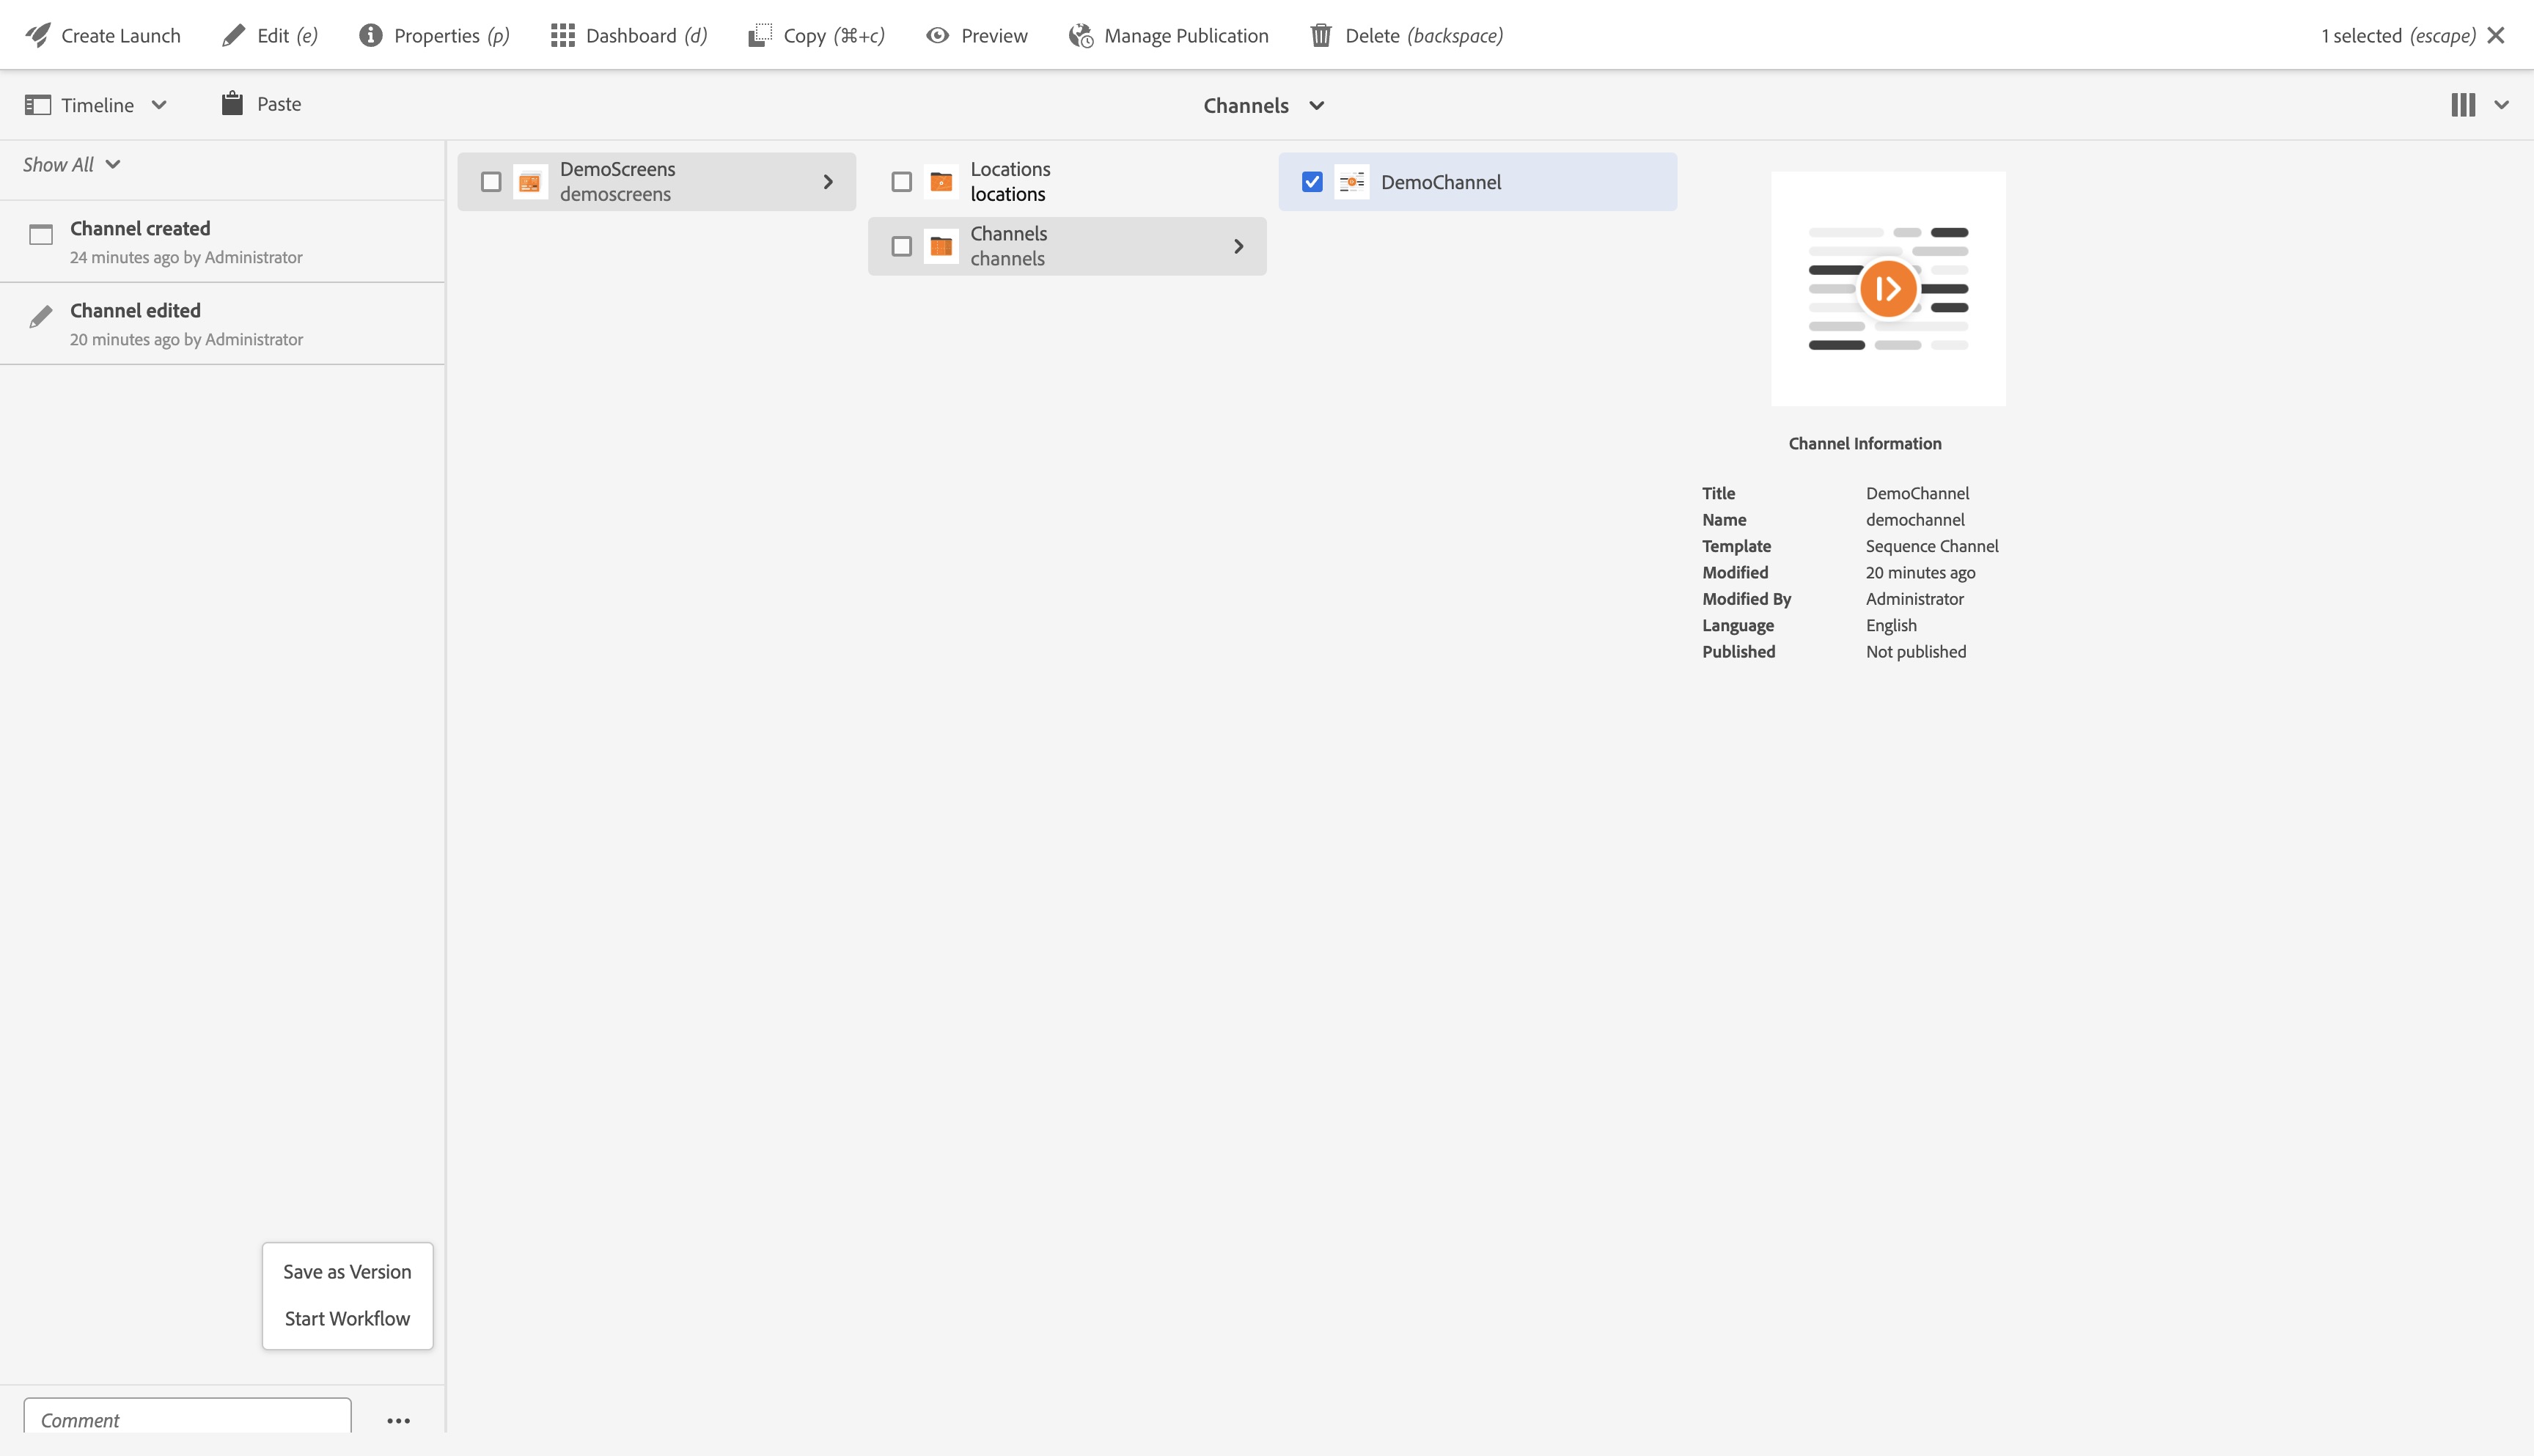 Create Launch
Edit (e)
Properties (p)
Dashboard (d)
Copy (⌘+c)
Preview
Manage Publication
Delete (backspace)
1 selected (escape)
Timeline
Paste
Channels
Show All
Channel created
24 minutes ago by Administrator
Channel edited
20 minutes ago by Administrator
DemoScreens
demoscreens
Locations
locations
Channels
channels
DemoChannel
Channel Information
Title DemoChannel
Name demochannel
Template Sequence Channel
Modified 20 minutes ago
Modified By Administrator
Language English
Published Not published
Save as Version
Start Workflow
Comment